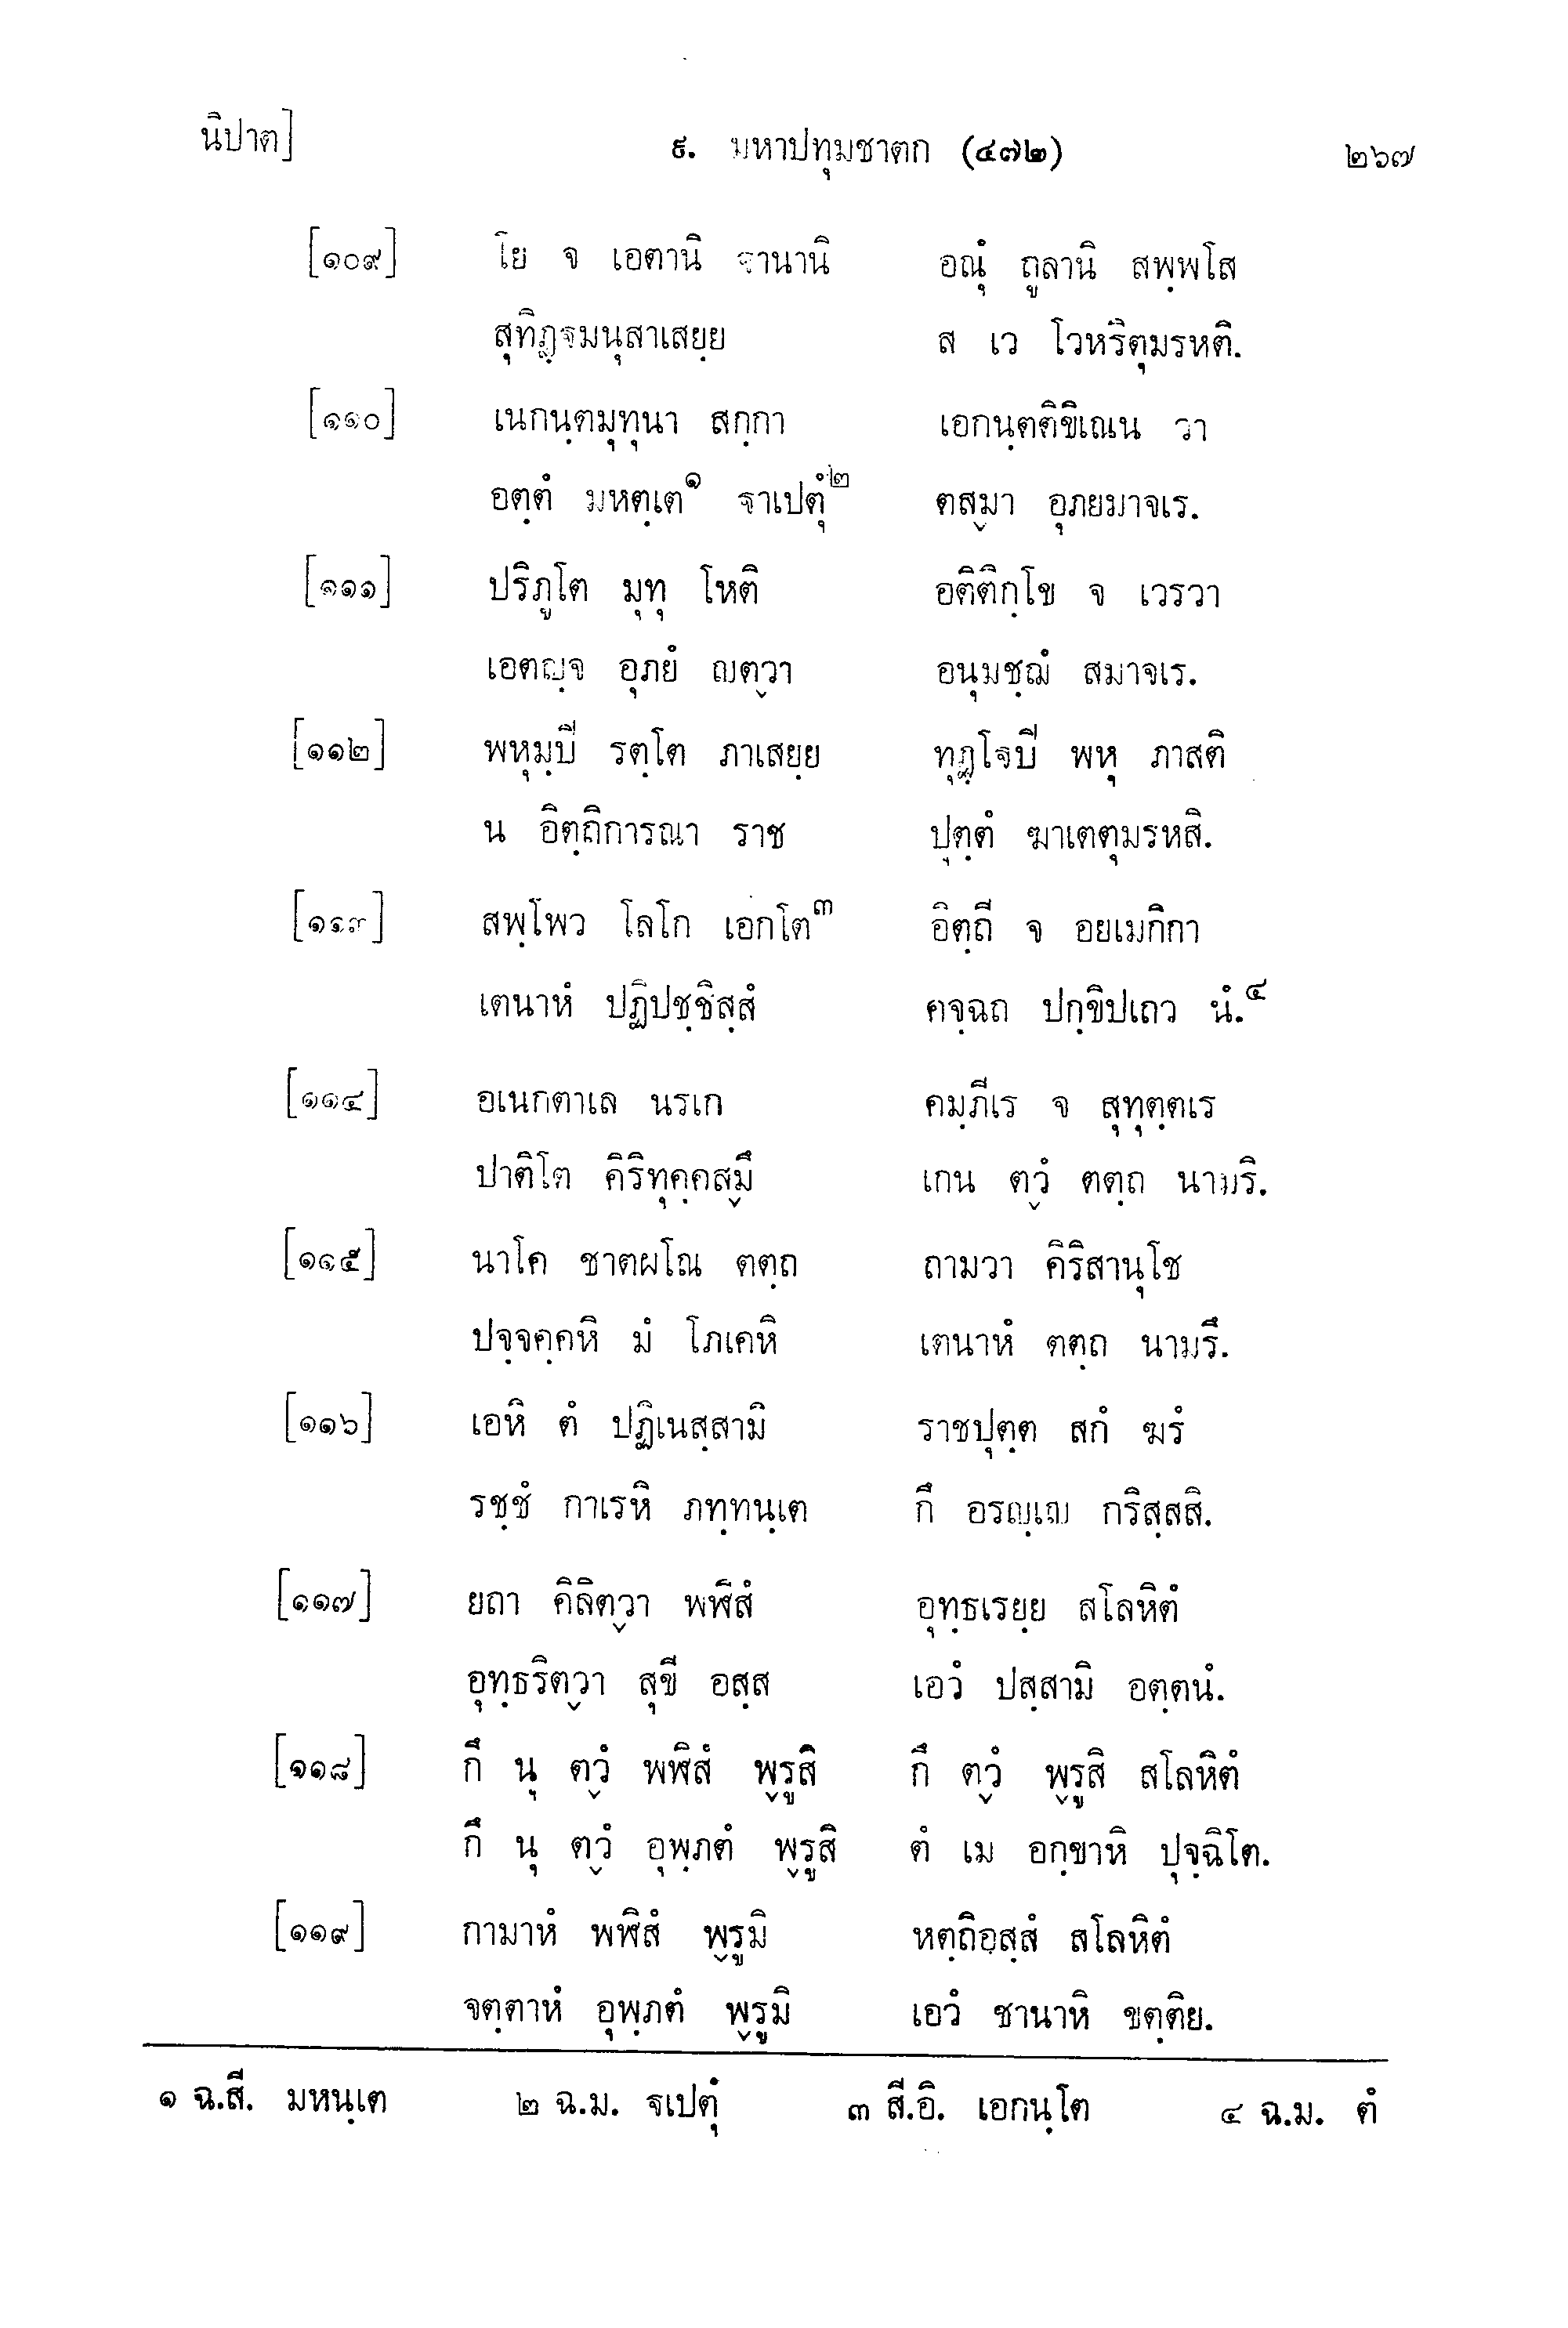 นิปาต] ๙. มหาปทุมชาตก (๔๗๒) ๒๖๗
[๑๐๙] โย จ เอตานิ ฐานานิ อณุํ ถูลานิ สพฺพโส
สุทิฏฺฐมนุสาเสยฺย ส เว โวหริตุมรหติ.
[๑๑๐] เนกนฺตมุทุนา สกฺกา เอกนฺตติขิเณน วา
อตฺตํ มหตฺเต๑ ฐาเปตุํ๒ ตสฺมา อุภยมาจเร.
[๑๑๑] ปริภูโต มุทุ โหติ อติติกฺโข จ เวรวา
เอตญฺจ อุภยํ ญตฺวา อนุมชฺฌํ สมาจเร.
[๑๑๒] พหุมฺปิ รตฺโต ภาเสยฺย ทุฏฺโฐปิ พหุ ภาสติ
น อิตฺถิการณา ราช ปุตฺตํ ฆาเตตุมรหสิ.
[๑๑๓] สพฺโพว โลโก เอกโต๓ อิตฺถี จ อยเมกิกา
เตนาหํ ปฏิปชฺชิสฺสํ คจฺฉถ ปกฺขิปเถว นํ.๔
[๑๑๔] อเนกตาเล นรเก คมฺภีเร จ สุทุตฺตเร
ปาติโต คิริทุคฺคสฺมึ เกน ตฺวํ ตตฺถ นามริ.
[๑๑๕] นาโค ชาตผโณ ตตฺถ ถามวา คิริสานุโช
ปจฺจคฺคหิ มํ โภเคหิ เตนาหํ ตตฺถ นามรึ.
[๑๑๖] เอหิ ตํ ปฏิเนสฺสามิ ราชปุตฺต สกํ ฆรํ
รชฺชํ กาเรหิ ภทฺทนฺเต กึ อรญฺเญ กริสฺสสิ.
[๑๑๗] ยถา คิลิตฺวา พฬิสํ อุทฺธเรยฺย สโลหิตํ
อุทฺธริตฺวา สุขี อสฺส เอวํ ปสฺสามิ อตฺตนํ.
[๑๑๘] กึ นุ ตฺวํ พฬิสํ พฺรูสิ กึ ตฺวํ พฺรูสิ สโลหิตํ
กึ นุ ตฺวํ อุพฺภตํ พฺรูสิ ตํ เม อกฺขาหิ ปุจฺฉิโต.
[๑๑๙] กามาหํ พฬิสํ พฺรูมิ หตฺถิอสฺสํ สโลหิตํ
จตฺตาหํ อุพฺภตํ พฺรูมิ เอวํ ชานาหิ ขตฺติย.
๑ ฉ.สี. มหนฺเต ๒ ฉ.ม. ฐเปตุํ ๓ สี.อิ. เอกนฺโต ๔ ฉ.ม. ตํ